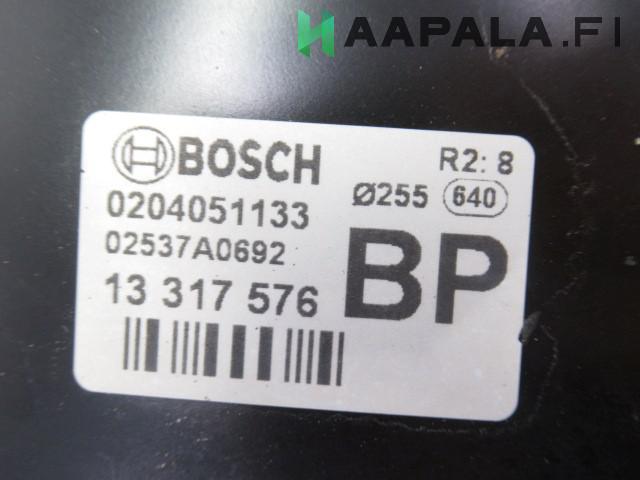 HAAPALA.FI
BOSCH
R2: 8
0204051133
Ø255 640
02537A0692
BP
13 317 576